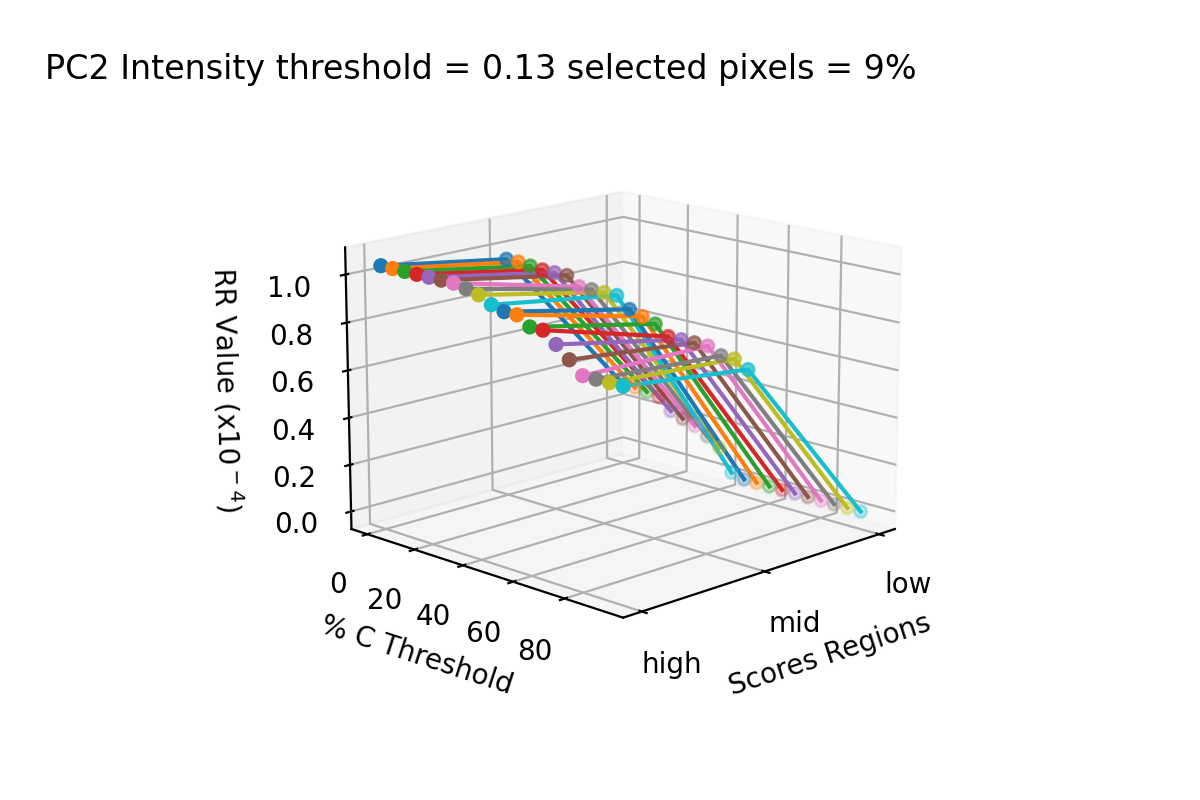 PC2 Intensity threshold = 0.13 selected pixels = 9%
RR Value (x10⁻⁴)
1.0
0.8
0.6
0.4
0.2
0.0
0
20
40
60
80
% C Threshold
high
mid
low
Scores Regions